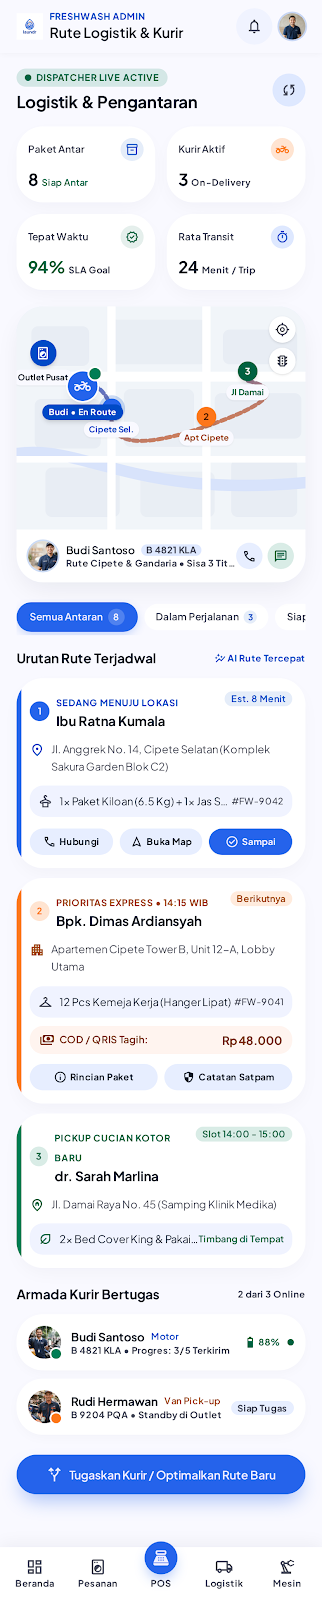 FRESHWASH ADMIN
Rute Logistik & Kurir
laundr
DISPATCHER LIVE ACTIVE
Logistik & Pengantaran
Paket Antar
8 Siap Antar
Kurir Aktif
3 On-Delivery
Tepat Waktu
94% SLA Goal
Rata Transit
24 Menit / Trip
Outlet Pusat
3
Jl Damai
Budi • En Route
2
Cipete Sel.
Apt Cipete
Budi Santoso B 4821 KLA
Rute Cipete & Gandaria • Sisa 3 Tit...
Semua Antaran 8
Dalam Perjalanan 3
Siap
Urutan Rute Terjadwal
AI Rute Tercepat
Est. 8 Menit
1
SEDANG MENUJU LOKASI
Ibu Ratna Kumala
Jl. Anggrek No. 14, Cipete Selatan (Komplek
Sakura Garden Blok C2)
1x Paket Kiloan (6.5 Kg) + 1x Jas S... #FW-9042
Hubungi
Buka Map
Sampai
Berikutnya
2
PRIORITAS EXPRESS • 14:15 WIB
Bpk. Dimas Ardiansyah
Apartemen Cipete Tower B, Unit 12-A, Lobby
Utama
12 Pcs Kemeja Kerja (Hanger Lipat) #FW-9041
COD / QRIS Tagih: Rp 48.000
Rincian Paket
Catatan Satpam
Slot 14:00 - 15:00
3
PICKUP CUCIAN KOTOR
BARU
dr. Sarah Marlina
Jl. Damai Raya No. 45 (Samping Klinik Medika)
2x Bed Cover King & Pakai... Timbang di Tempat
Armada Kurir Bertugas
2 dari 3 Online
Budi Santoso Motor
B 4821 KLA • Progres: 3/5 Terkirim
88%
Rudi Hermawan Van Pick-up
B 9204 PQA • Standby di Outlet
Siap Tugas
Tugaskan Kurir / Optimalkan Rute Baru
Beranda
Pesanan
POS
Logistik
Mesin